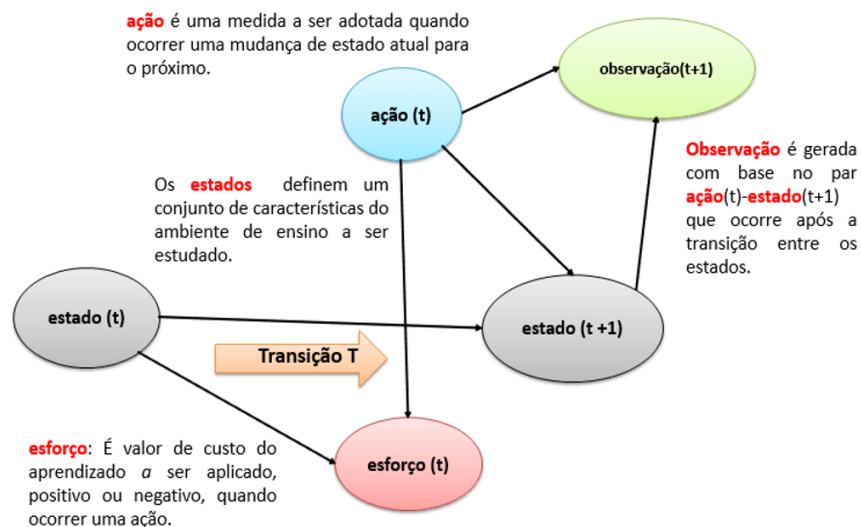 ação é uma medida a ser adotada quando
ocorrer uma mudança de estado atual para
o próximo.
observação(t+1)
ação (t)
Observação é gerada
com base no par
ação(t)-estado(t+1)
que ocorre após a
transição entre os
estados.
Os estados definem um
conjunto de características do
ambiente de ensino a ser
estudado.
estado (t)
estado (t +1)
Transição T
esforço: É valor de custo do
aprendizado a ser aplicado,
positivo ou negativo, quando
ocorrer uma ação.
esforço (t)